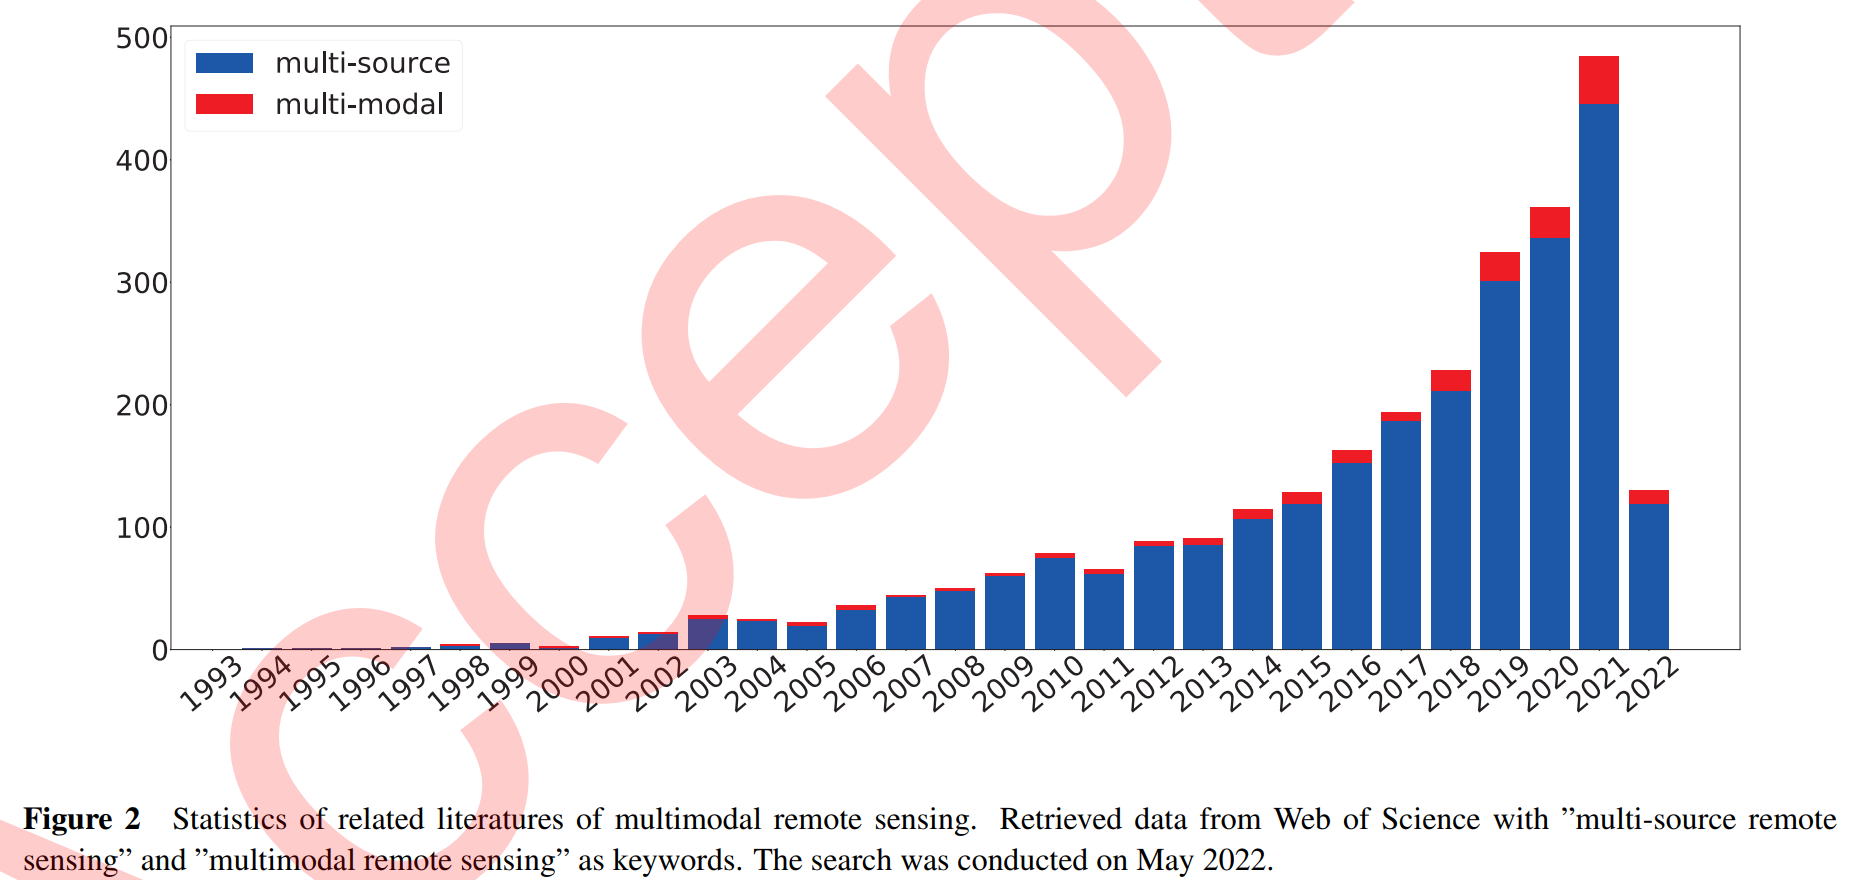 500
multi-source
multi-modal
400
300
200
100
0
1993 1994 1995 1996 1997 1998 1999 2000 2001 2002 2003 2004 2005 2006 2007 2008 2009 2010 2011 2012 2013 2014 2015 2016 2017 2018 2019 2020 2021 2022
Figure 2 Statistics of related literatures of multimodal remote sensing. Retrieved data from Web of Science with ”multi-source remote
sensing” and ”multimodal remote sensing” as keywords. The search was conducted on May 2022.